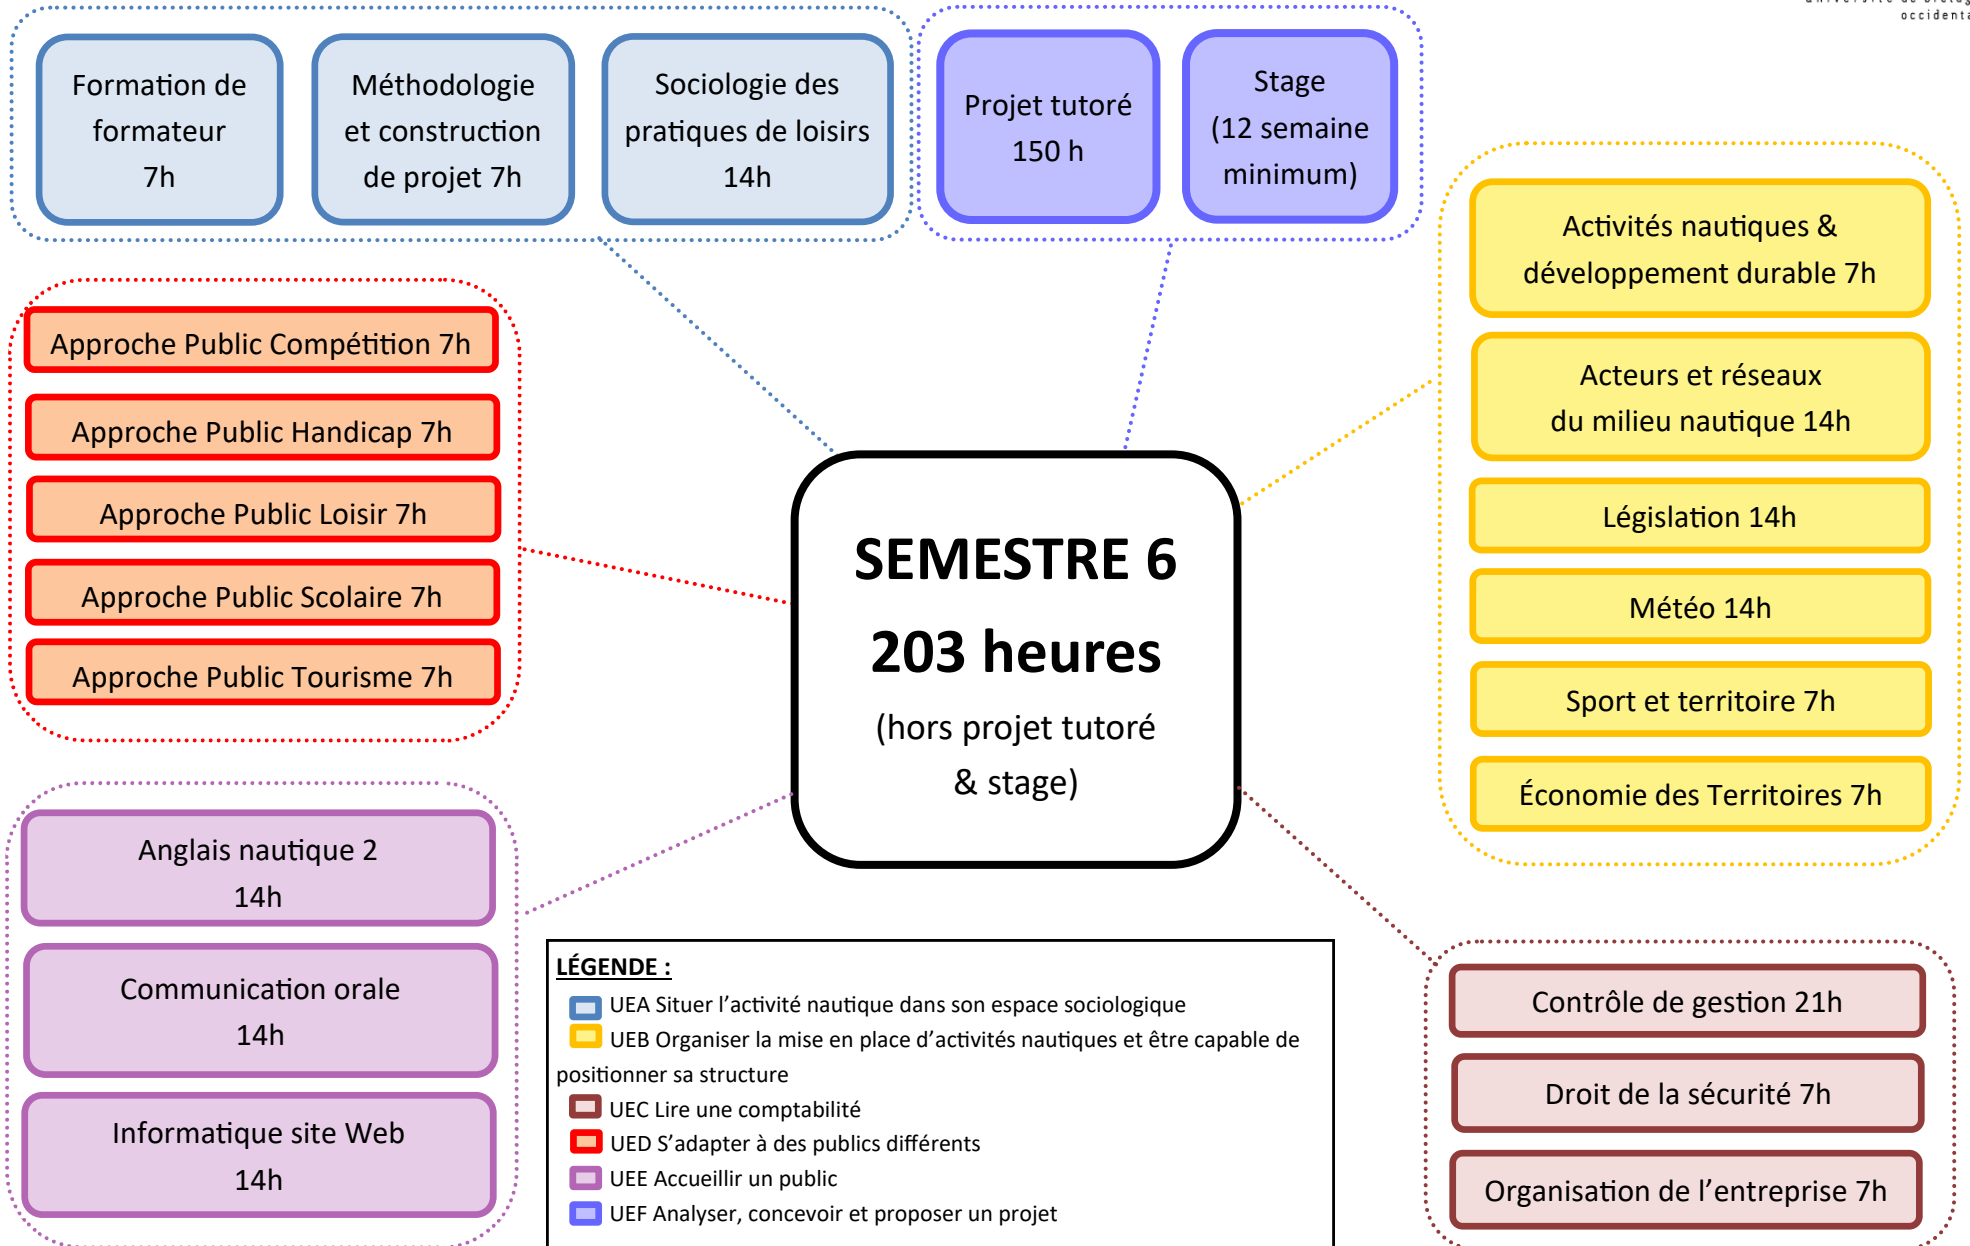 occidenta
Formation de
formateur
7h
Méthodologie
et construction
de projet 7h
Sociologie des
pratiques de loisirs
14h
Projet tutoré
150 h
Stage
(12 semaine
minimum)
Activités nautiques &
développement durable 7h
Acteurs et réseaux
du milieu nautique 14h
Législation 14h
Météo 14h
Sport et territoire 7h
Économie des Territoires 7h
Approche Public Compétition 7h
Approche Public Handicap 7h
Approche Public Loisir 7h
Approche Public Scolaire 7h
Approche Public Tourisme 7h
SEMESTRE 6
203 heures
(hors projet tutoré
& stage)
Anglais nautique 2
14h
Communication orale
14h
Informatique site Web
14h
LÉGENDE :
UEA Situer l’activité nautique dans son espace sociologique
UEB Organiser la mise en place d’activités nautiques et être capable de
positionner sa structure
UEC Lire une comptabilité
UED S’adapter à des publics différents
UEE Accueillir un public
UEF Analyser, concevoir et proposer un projet
Contrôle de gestion 21h
Droit de la sécurité 7h
Organisation de l’entreprise 7h